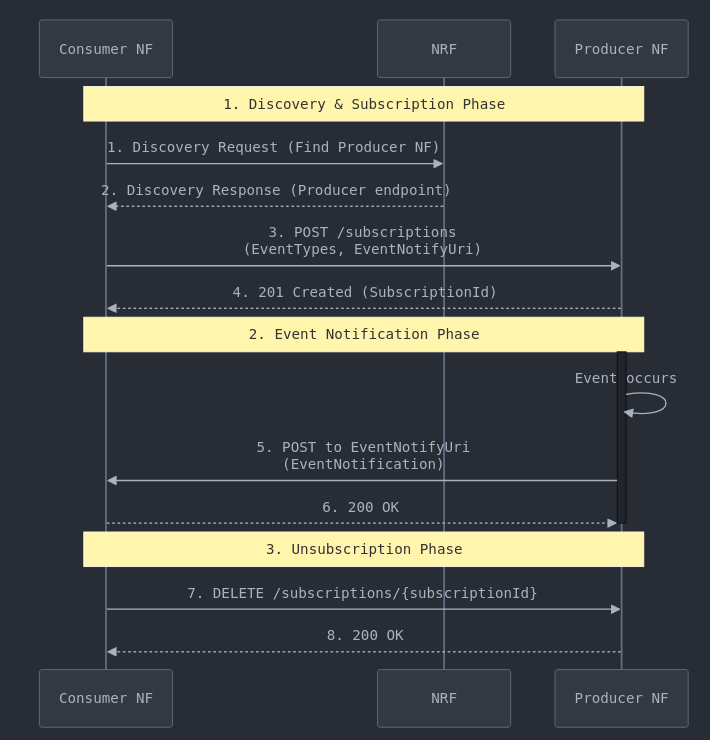 Consumer NF
NRF
Producer NF
1. Discovery & Subscription Phase
1. Discovery Request (Find Producer NF)
2. Discovery Response (Producer endpoint)
3. POST /subscriptions
(EventTypes, EventNotifyUri)
4. 201 Created (SubscriptionId)
2. Event Notification Phase
Event occurs
5. POST to EventNotifyUri
(EventNotification)
6. 200 OK
3. Unsubscription Phase
7. DELETE /subscriptions/{subscriptionId}
8. 200 OK
Consumer NF
NRF
Producer NF